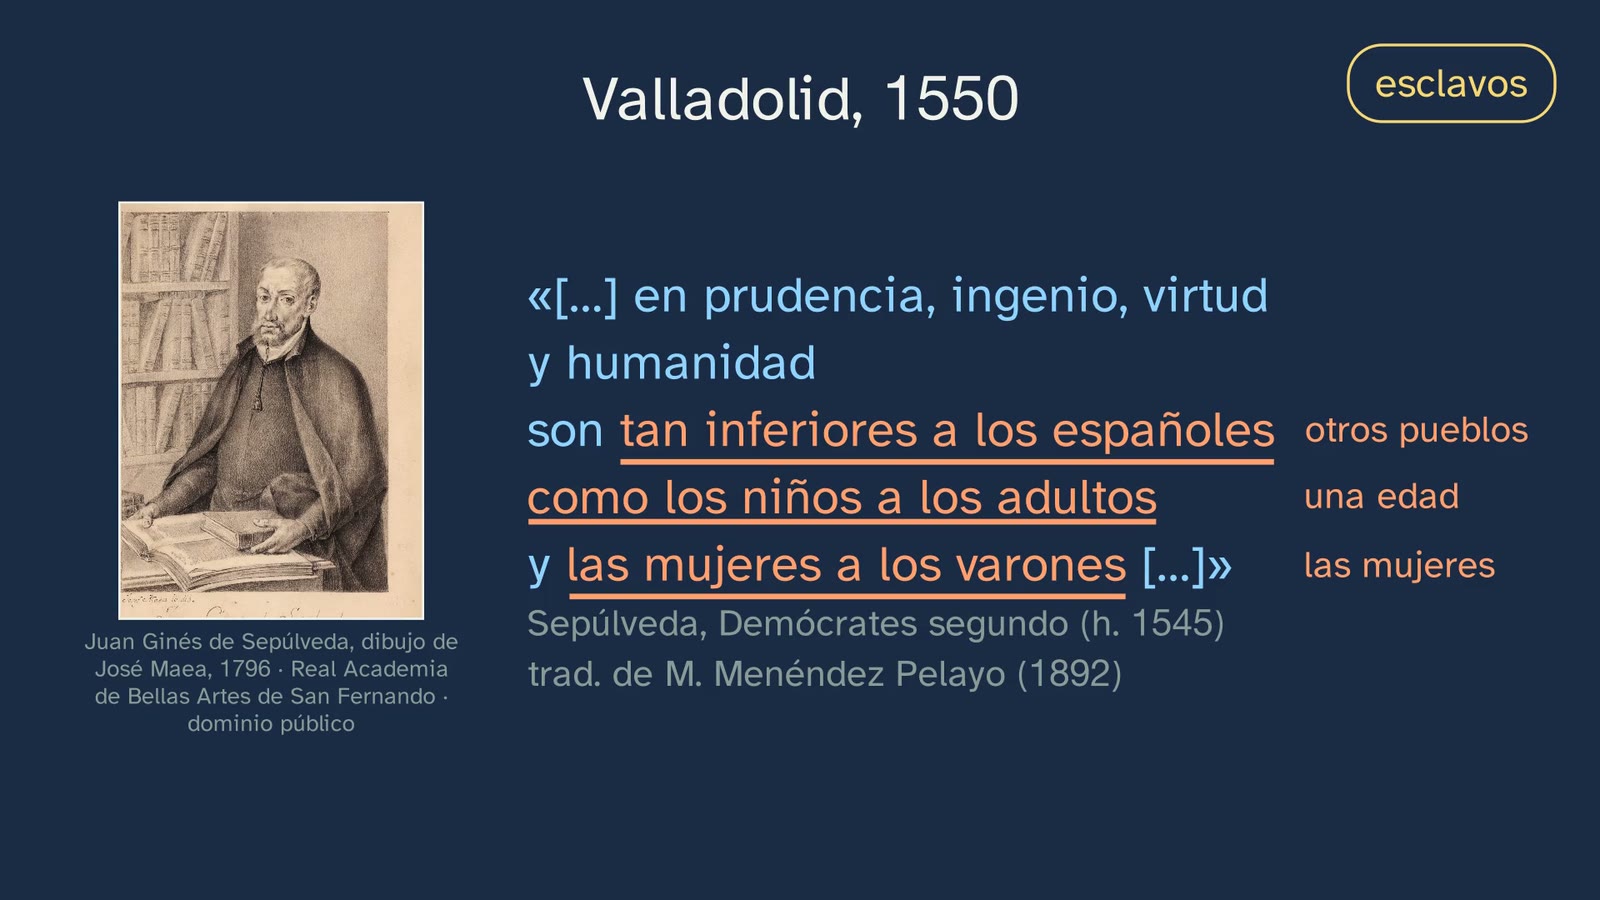 Valladolid, 1550
esclavos
«[...] en prudencia, ingenio, virtud
y humanidad
son tan inferiores a los españoles
otros pueblos
como los niños a los adultos
una edad
y las mujeres a los varones [...]»
las mujeres
Sepúlveda, Demócrates segundo (h. 1545)
trad. de M. Menéndez Pelayo (1892)
Juan Ginés de Sepúlveda, dibujo de
José Maea, 1796 · Real Academia
de Bellas Artes de San Fernando ·
dominio público